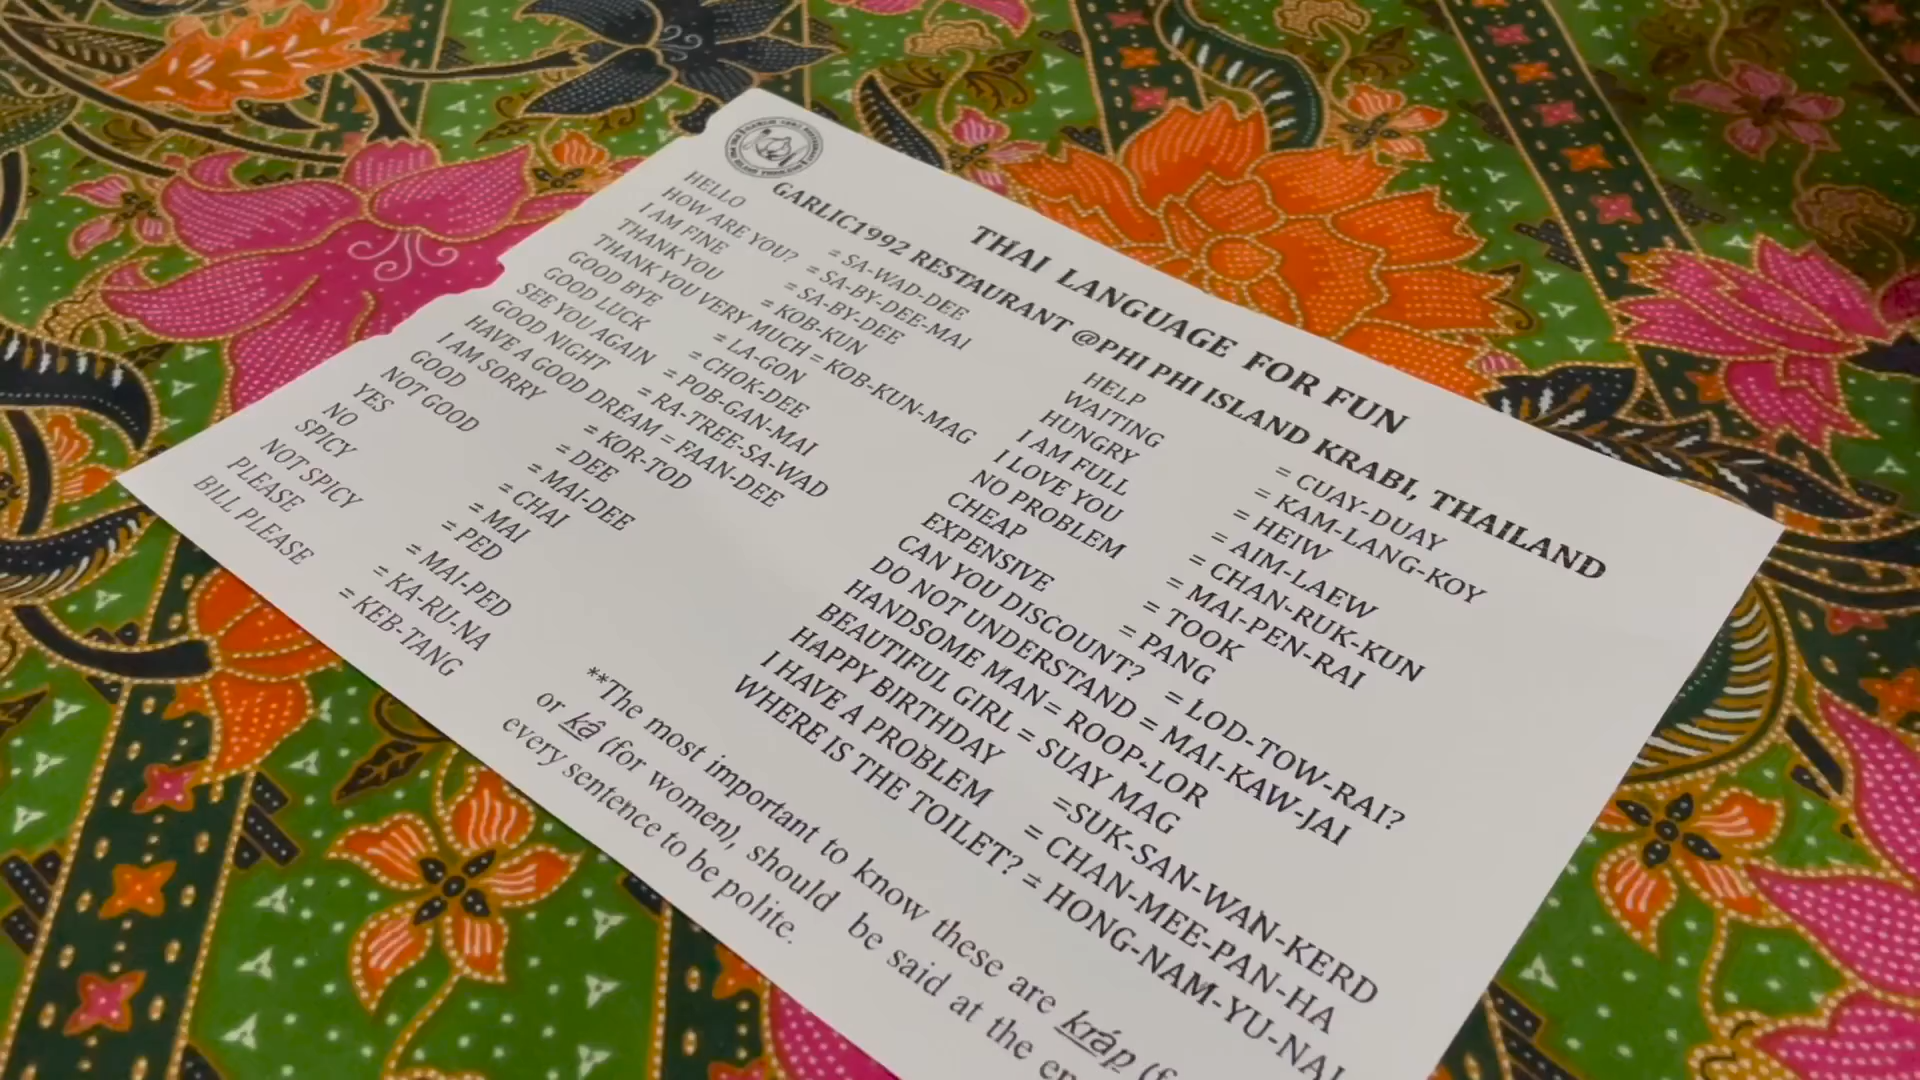 THAI LANGUAGE FOR FUN
GARLIC1992 RESTAURANT @PHI PHI ISLAND KRABI, THAILAND
HELLO = SA-WAD-DEE
HOW ARE YOU? = SA-BY-DEE-MAI
I AM FINE = SA-BY-DEE
THANK YOU = KOB-KUN
THANK YOU VERY MUCH = KOB-KUN-MAG
GOOD BYE = LA-GON
GOOD LUCK = CHOK-DEE
SEE YOU AGAIN = POB-GAN-MAI
GOOD NIGHT = RA-TREE-SA-WAD
HAVE A GOOD DREAM = FAAN-DEE
I AM SORRY = KOR-TOD
GOOD = DEE
NOT GOOD = MAI-DEE
YES = CHAI
NO = MAI
SPICY = PED
NOT SPICY = MAI-PED
PLEASE = KA-RU-NA
BILL PLEASE = KEB-TANG
HELP = CUAY-DUAY
WAITING = KAM-LANG-KOY
HUNGRY = HEIW
I AM FULL = AIM-LAEW
I LOVE YOU = CHAN-RUK-KUN
NO PROBLEM = MAI-PEN-RAI
CHEAP = TOOK
EXPENSIVE = PANG
CAN YOU DISCOUNT? = LOD-TOW-RAI?
DO NOT UNDERSTAND = MAI-KAW-JAI
HANDSOME MAN= ROOP-LOR
BEAUTIFUL GIRL = SUAY MAG
HAPPY BIRTHDAY =SUK-SAN-WAN-KERD
I HAVE A PROBLEM = CHAN-MEE-PAN-HA
WHERE IS THE TOILET? = HONG-NAM-YU-NAI
**The most important to know these are kráp
or kâ (for women), should be said at the
every sentence to be polite.